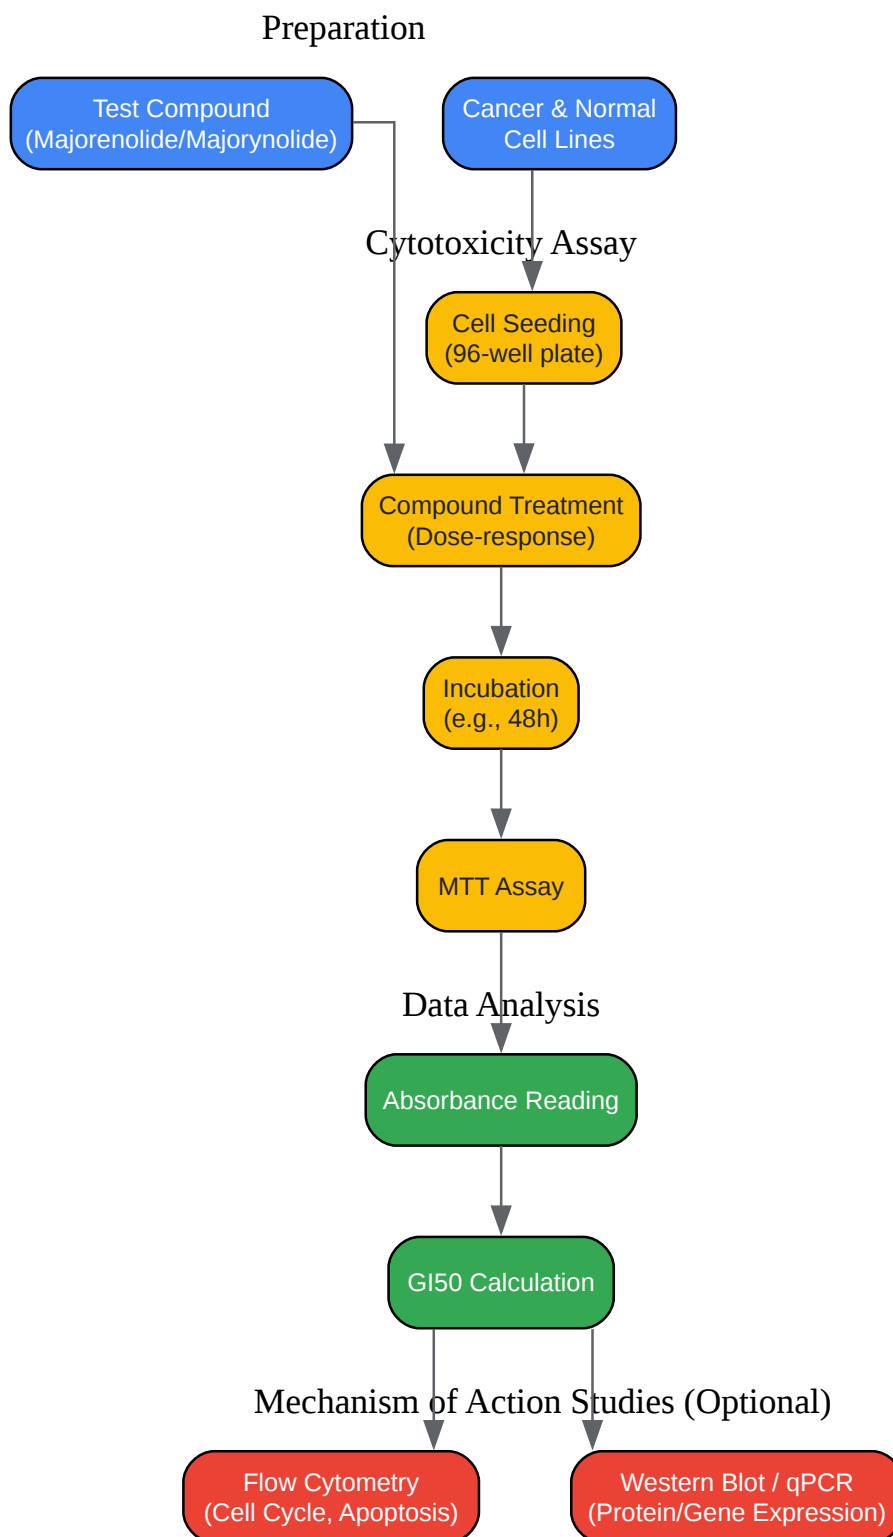 Preparation
Test Compound
(Majorenolide/Majorynolide)
Cancer & Normal
Cell Lines
Cytotoxicity Assay
Cell Seeding
(96-well plate)
Compound Treatment
(Dose-response)
Incubation
(e.g., 48h)
MTT Assay
Data Analysis
Absorbance Reading
GI50 Calculation
Mechanism of Action Studies (Optional)
Flow Cytometry
(Cell Cycle, Apoptosis)
Western Blot / qPCR
(Protein/Gene Expression)